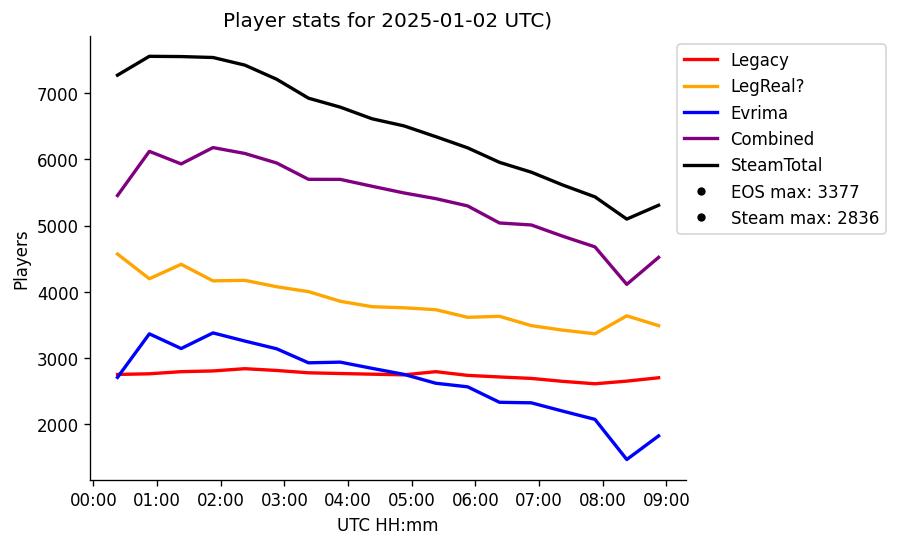 Player stats for 2025-01-02 UTC)
Legacy
LegReal?
Evrima
Combined
SteamTotal
EOS max: 3377
Steam max: 2836
Players
7000
6000
5000
4000
3000
2000
00:00 01:00 02:00 03:00 04:00 05:00 06:00 07:00 08:00 09:00
UTC HH:mm